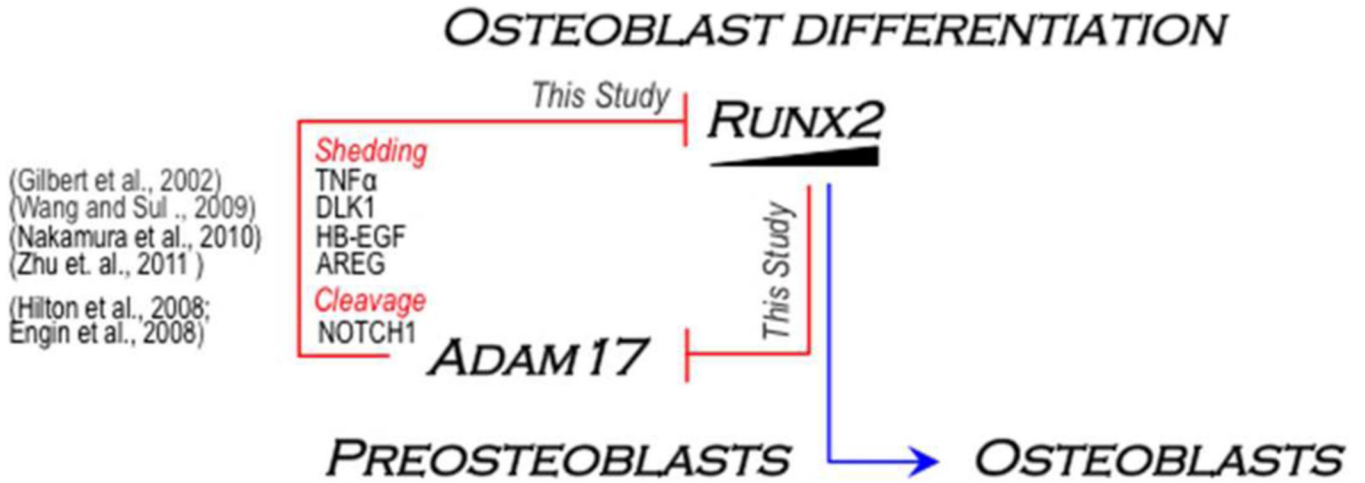 OSTEOBLAST DIFFERENTIATION
This Study
RUNX2
Shedding
(Gilbert et al., 2002) TNFα
(Wang and Sul ., 2009) DLK1
(Nakamura et al., 2010) HB-EGF
(Zhu et. al., 2011 ) AREG
Cleavage
(Hilton et al., 2008;
Engin et al., 2008) NOTCH1
This Study
ADAM17
PREOSTEOBLASTS OSTEOBLASTS